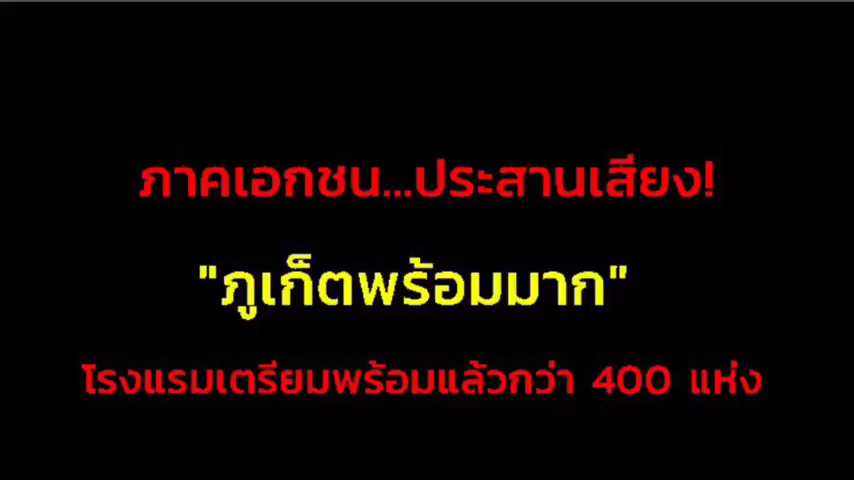 ภาคเอกชน...ประสานเสียง!
"ภูเก็ตพร้อมมาก"
โรงแรมเตรียมพร้อมแล้วกว่า 400 แห่ง